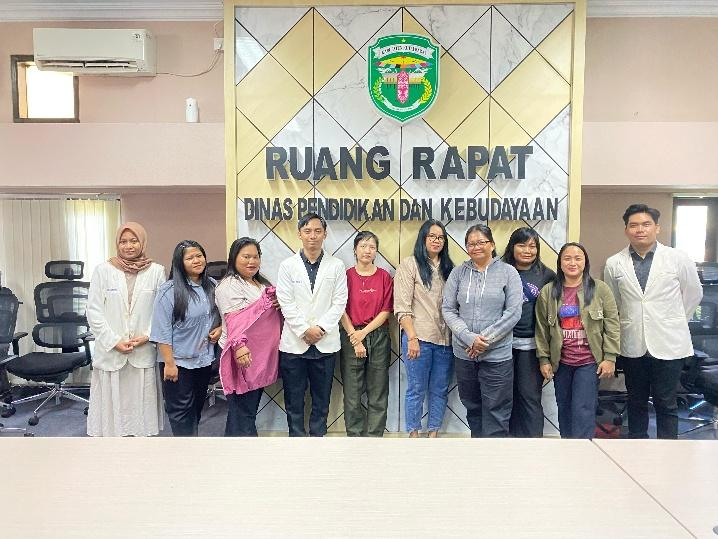 RUANG RAPAT
DINAS PENDIDIKAN DAN KEBUDAYAAN